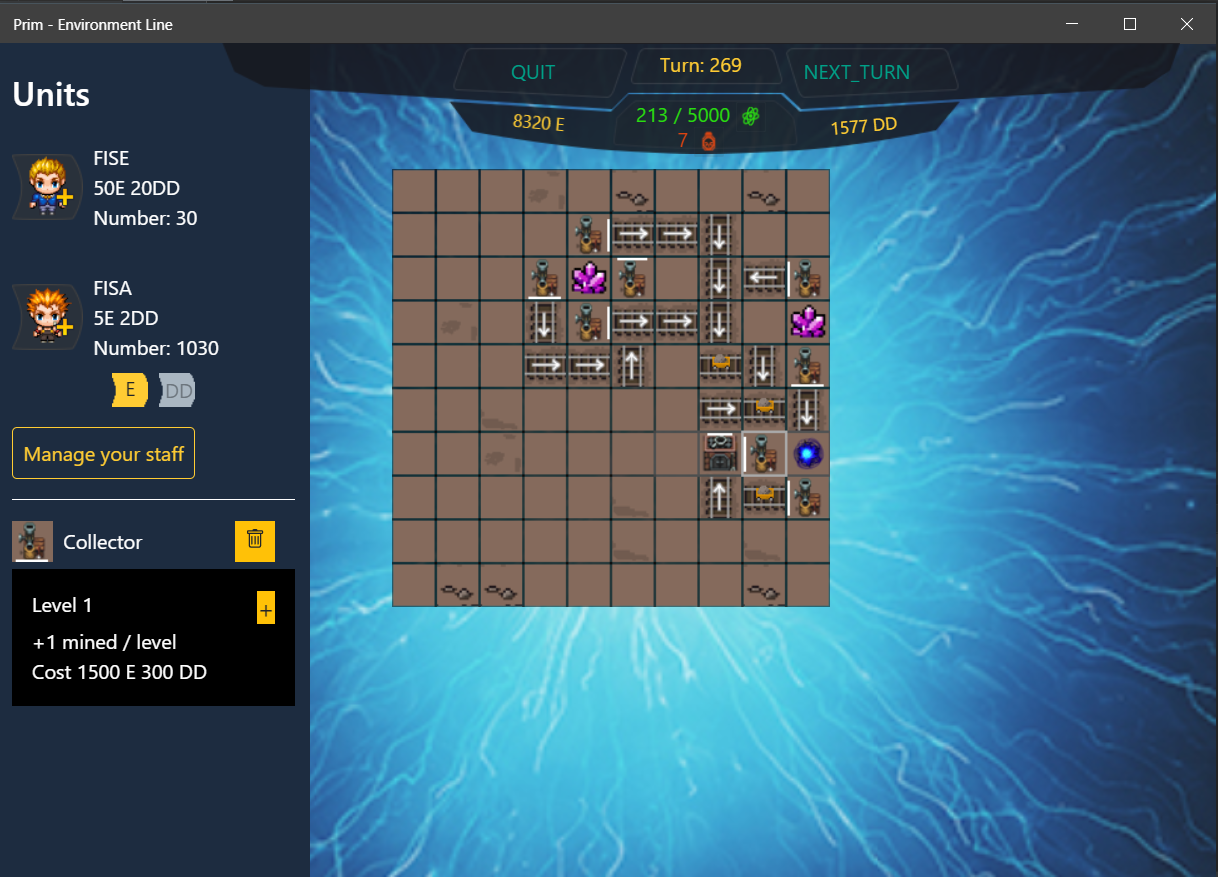 Prim - Environment Line
QUIT
Turn: 269
NEXT_TURN
8320 E
213 / 5000
1577 DD
7
Units
FISE
50E 20DD
Number: 30
FISA
5E 2DD
Number: 1030
E
DD
Manage your staff
Collector
Level 1
+
+1 mined / level
Cost 1500 E 300 DD